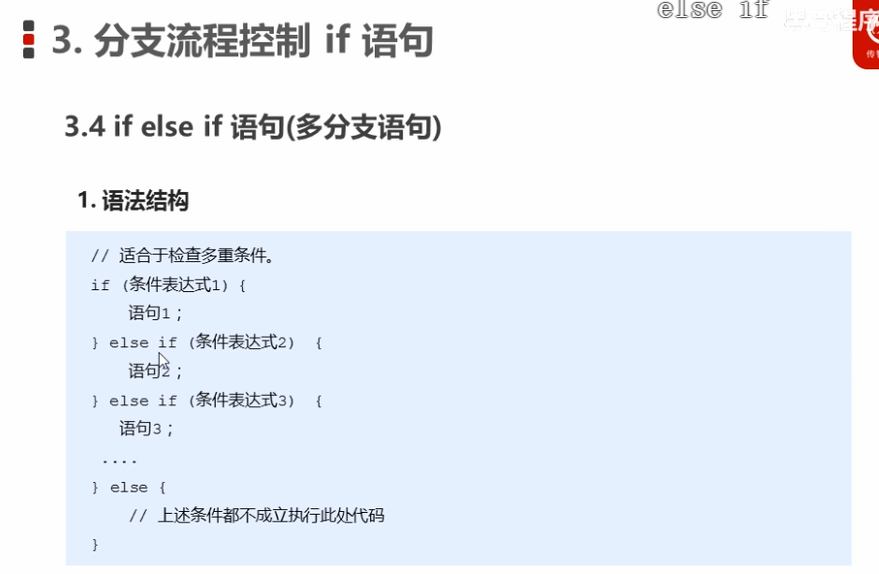 else if
3. 分支流程控制 if 语句
3.4 if else if 语句(多分支语句)
1. 语法结构
// 适合于检查多重条件。
if (条件表达式1) {
语句1；
} else if (条件表达式2) {
语句2；
} else if (条件表达式3) {
语句3；
....
} else {
// 上述条件都不成立执行此处代码
}